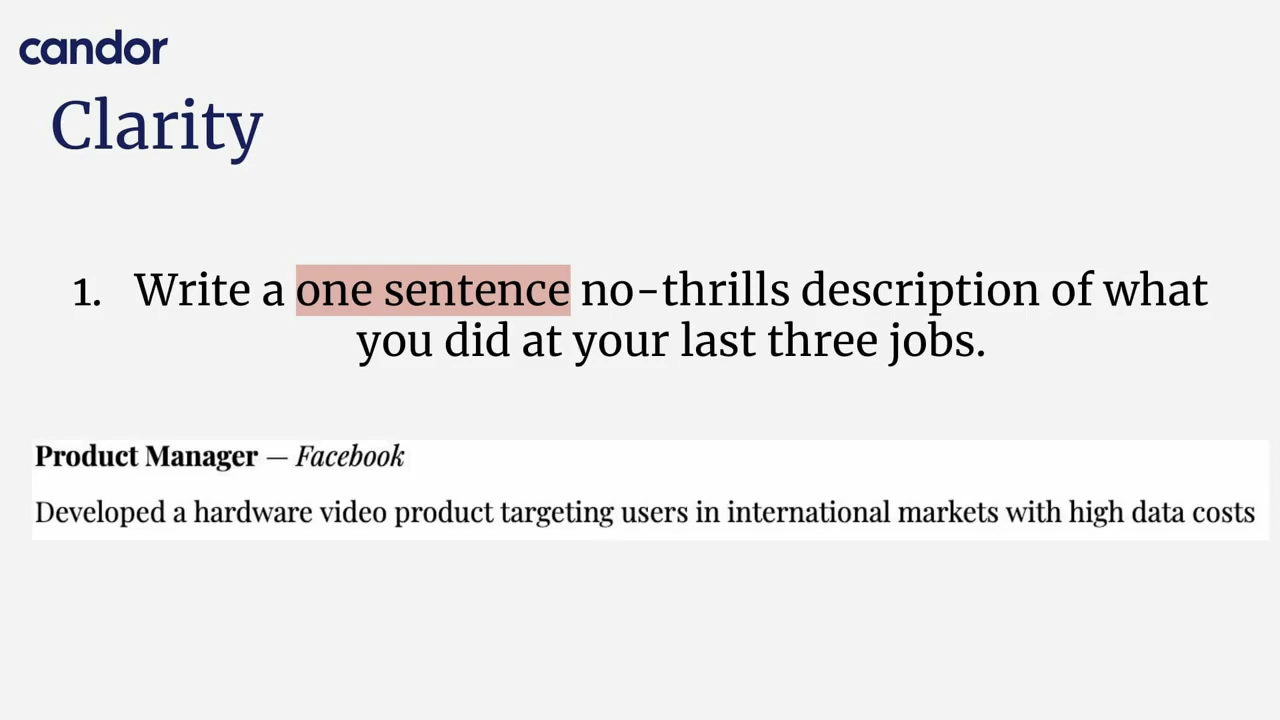 candor
Clarity
1. Write a one sentence no-thrills description of what
you did at your last three jobs.
Product Manager — Facebook
Developed a hardware video product targeting users in international markets with high data costs